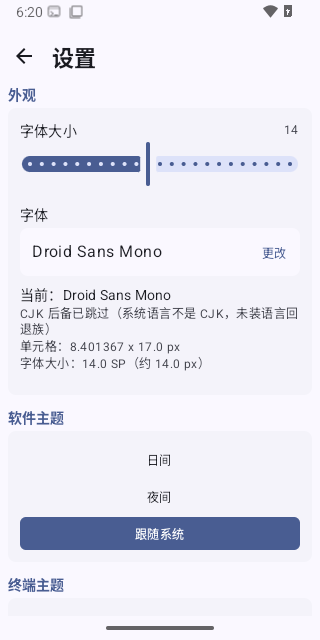 6:20
设置
外观
字体大小 14
字体
Droid Sans Mono 更改
当前：Droid Sans Mono
CJK 后备已跳过（系统语言不是 CJK，未装语言回
退族）
单元格：8.401367 x 17.0 px
字体大小：14.0 SP（约 14.0 px）
软件主题
日间
夜间
跟随系统
终端主题